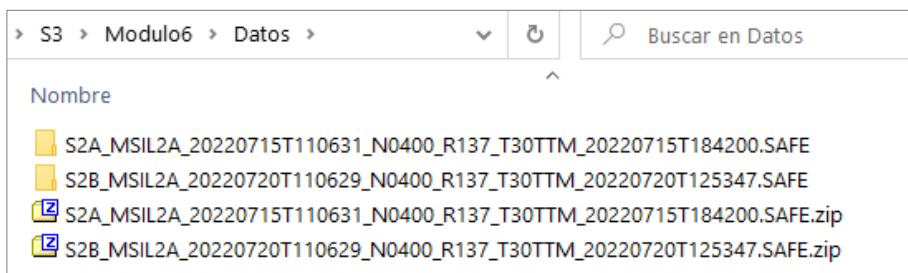 S3 > Modulo6 > Datos >
Buscar en Datos
Nombre
S2A_MSIL2A_20220715T110631_N0400_R137_T30TTM_20220715T184200.SAFE
S2B_MSIL2A_20220720T110629_N0400_R137_T30TTM_20220720T125347.SAFE
S2A_MSIL2A_20220715T110631_N0400_R137_T30TTM_20220715T184200.SAFE.zip
S2B_MSIL2A_20220720T110629_N0400_R137_T30TTM_20220720T125347.SAFE.zip